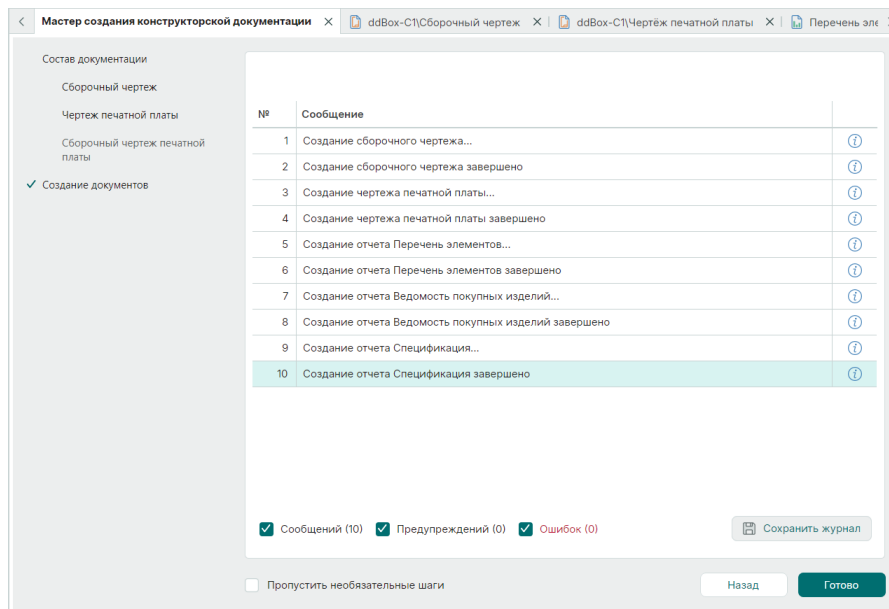 Мастер создания конструкторской документации
ddBox-C1\Сборочный чертеж
ddBox-C1\Чертёж печатной платы
Перечень эле
Состав документации
Сборочный чертеж
Чертеж печатной платы
Сборочный чертеж печатной
платы
Создание документов
№ Сообщение
1 Создание сборочного чертежа...
2 Создание сборочного чертежа завершено
3 Создание чертежа печатной платы...
4 Создание чертежа печатной платы завершено
5 Создание отчета Перечень элементов...
6 Создание отчета Перечень элементов завершено
7 Создание отчета Ведомость покупных изделий...
8 Создание отчета Ведомость покупных изделий завершено
9 Создание отчета Спецификация...
10 Создание отчета Спецификация завершено
Сообщений (10) Предупреждений (0) Ошибок (0) Сохранить журнал
Пропустить необязательные шаги Назад Готово